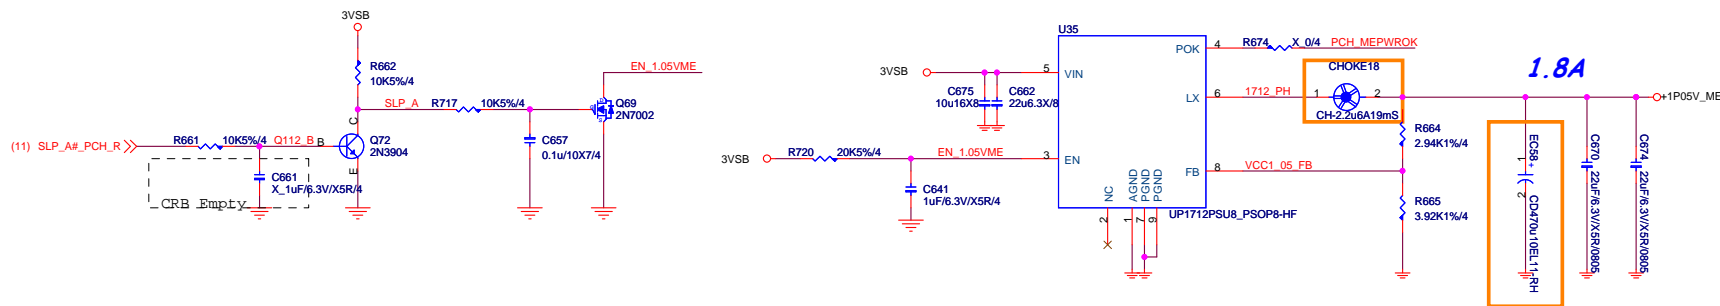 3VSB
R662
10K5%/4
EN_1.05VME
SLP_A
R717
10K5%/4
Q69
2N7002
C
(11) SLP_A#_PCH_R
R661
10K5%/4
Q112_B
B
Q72
2N3904
E
C657
0.1u/10X7/4
C661
X_1uF/6.3V/X5R/4
CRB Empty
U35
3VSB
C675
10u16X8
C662
22u6.3X/8
5
VIN
POK
4
R674
X_0/4
PCH_MEPWROK
LX
6
1712_PH
CHOKE18
1
2
CH-2.2u6A19mS
1.8A
+1P05V_ME
3VSB
R720
20K5%/4
EN_1.05VME
3
EN
C641
1uF/6.3V/X5R/4
FB
8
VCC1_05_FB
R664
2.94K1%/4
R665
3.92K1%/4
NC
AGND
PGND
PGND
2
1
7
9
UP1712PSU8_PSOP8-HF
EC58
+
1
2
CD470u10EL11-RH
C670
22uF/6.3V/X5R/0805
C674
22uF/6.3V/X5R/0805